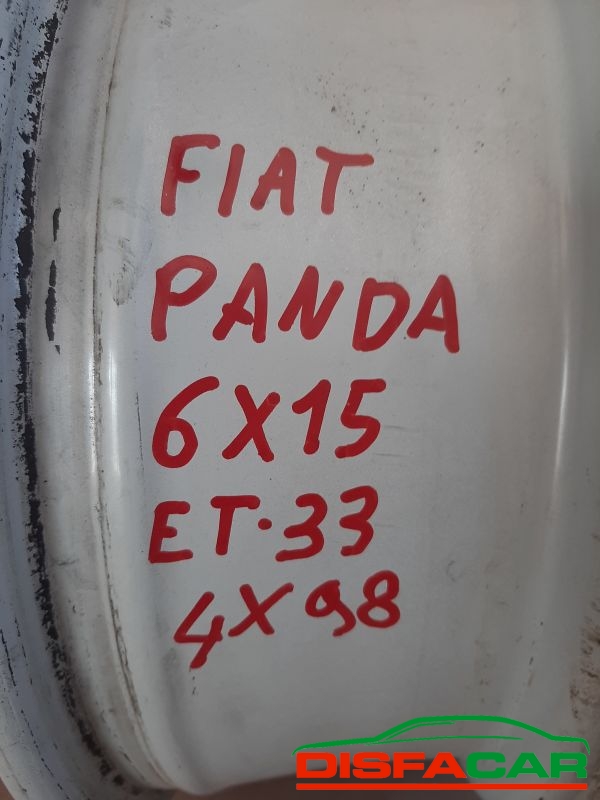 FIAT
PANDA
6X15
ET.33
4X98
DISFACAR